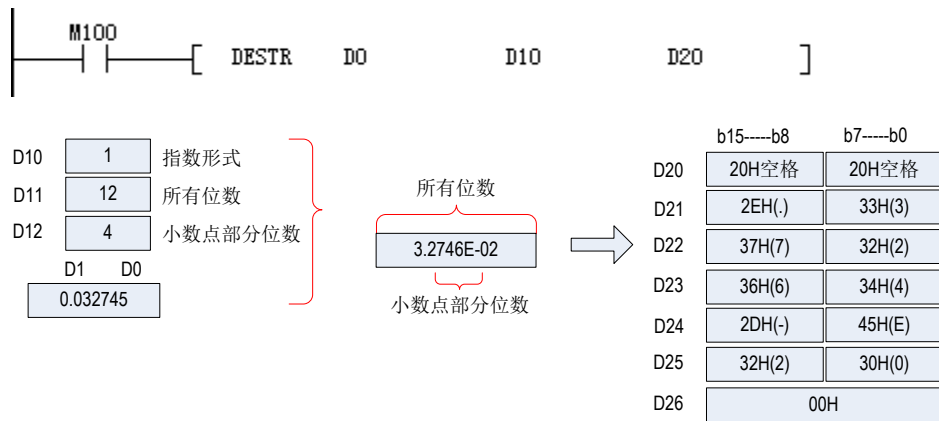 M100
DESTR D0 D10 D20
D10 1 指数形式
D11 12 所有位数
D12 4 小数点部分位数
D1 D0
0.032745
所有位数
3.2746E-02
小数点部分位数
b15-----b8 b7-----b0
D20 20H空格 20H空格
D21 2EH(.) 33H(3)
D22 37H(7) 32H(2)
D23 36H(6) 34H(4)
D24 2DH(-) 45H(E)
D25 32H(2) 30H(0)
D26 00H